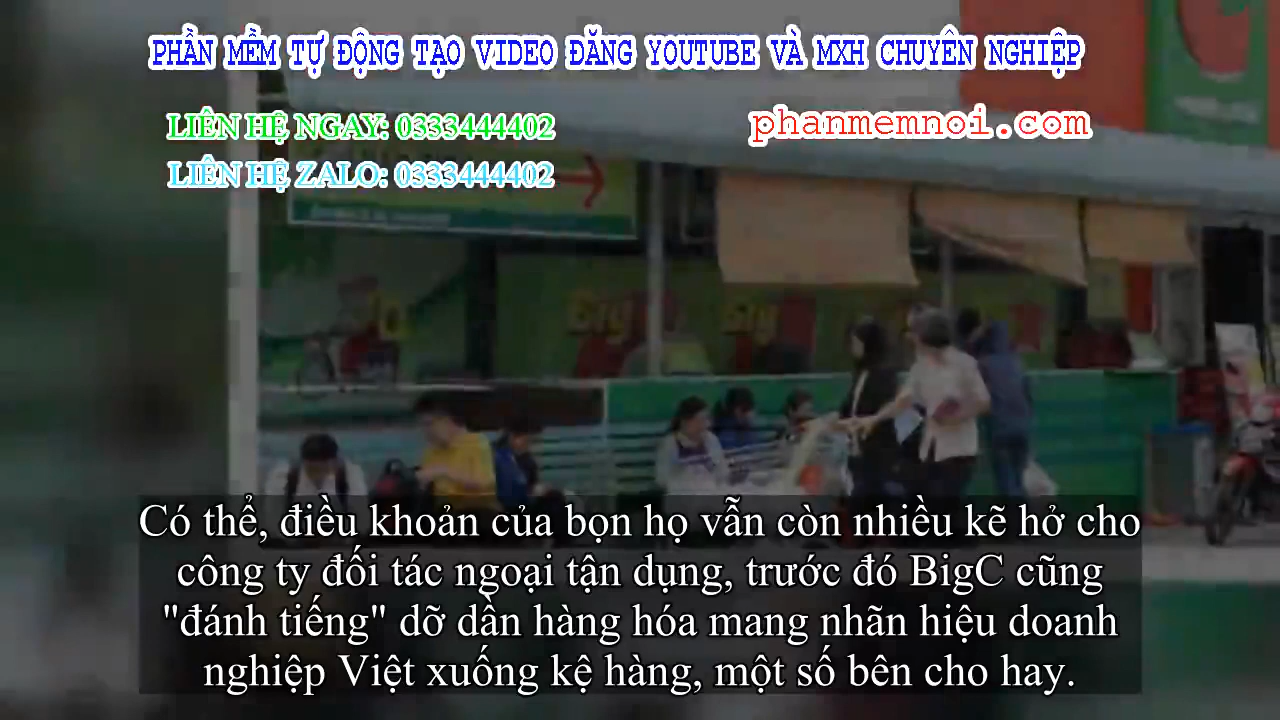 PHẦN MỀM TỰ ĐỘNG TẠO VIDEO ĐĂNG YOUTUBE VÀ MXH CHUYÊN NGHIỆP
LIÊN HỆ NGAY: 0333444402
phanmemnoi.com
LIÊN HỆ ZALO: 0333444402
Big
Big
Có thể, điều khoản của bọn họ vẫn còn nhiều kẽ hở cho
công ty đối tác ngoại tận dụng, trước đó BigC cũng
"đánh tiếng" dỡ dần hàng hóa mang nhãn hiệu doanh
nghiệp Việt xuống kệ hàng, một số bên cho hay.